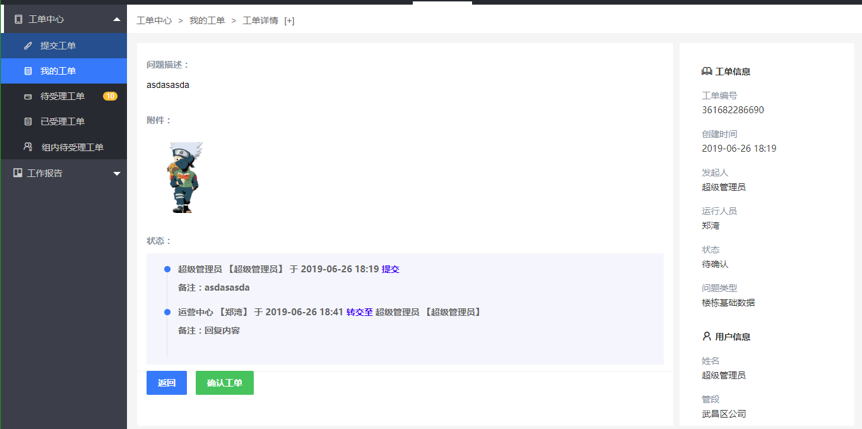 工单中心
提交工单
我的工单
待受理工单 10
已受理工单
组内待受理工单
工作报告
工单中心 > 我的工单 > 工单详情 [+]
问题描述：
asdasasda
附件：
状态：
超级管理员 【超级管理员】 于 2019-06-26 18:19 提交
备注：asdasasda
运营中心 【郑湾】 于 2019-06-26 18:41 转交至 超级管理员 【超级管理员】
备注：回复内容
返回 确认工单
工单信息
工单编号
361682286690
创建时间
2019-06-26 18:19
发起人
超级管理员
运行人员
郑湾
状态
待确认
问题类型
楼栋基础数据
用户信息
姓名
超级管理员
管段
武昌区公司